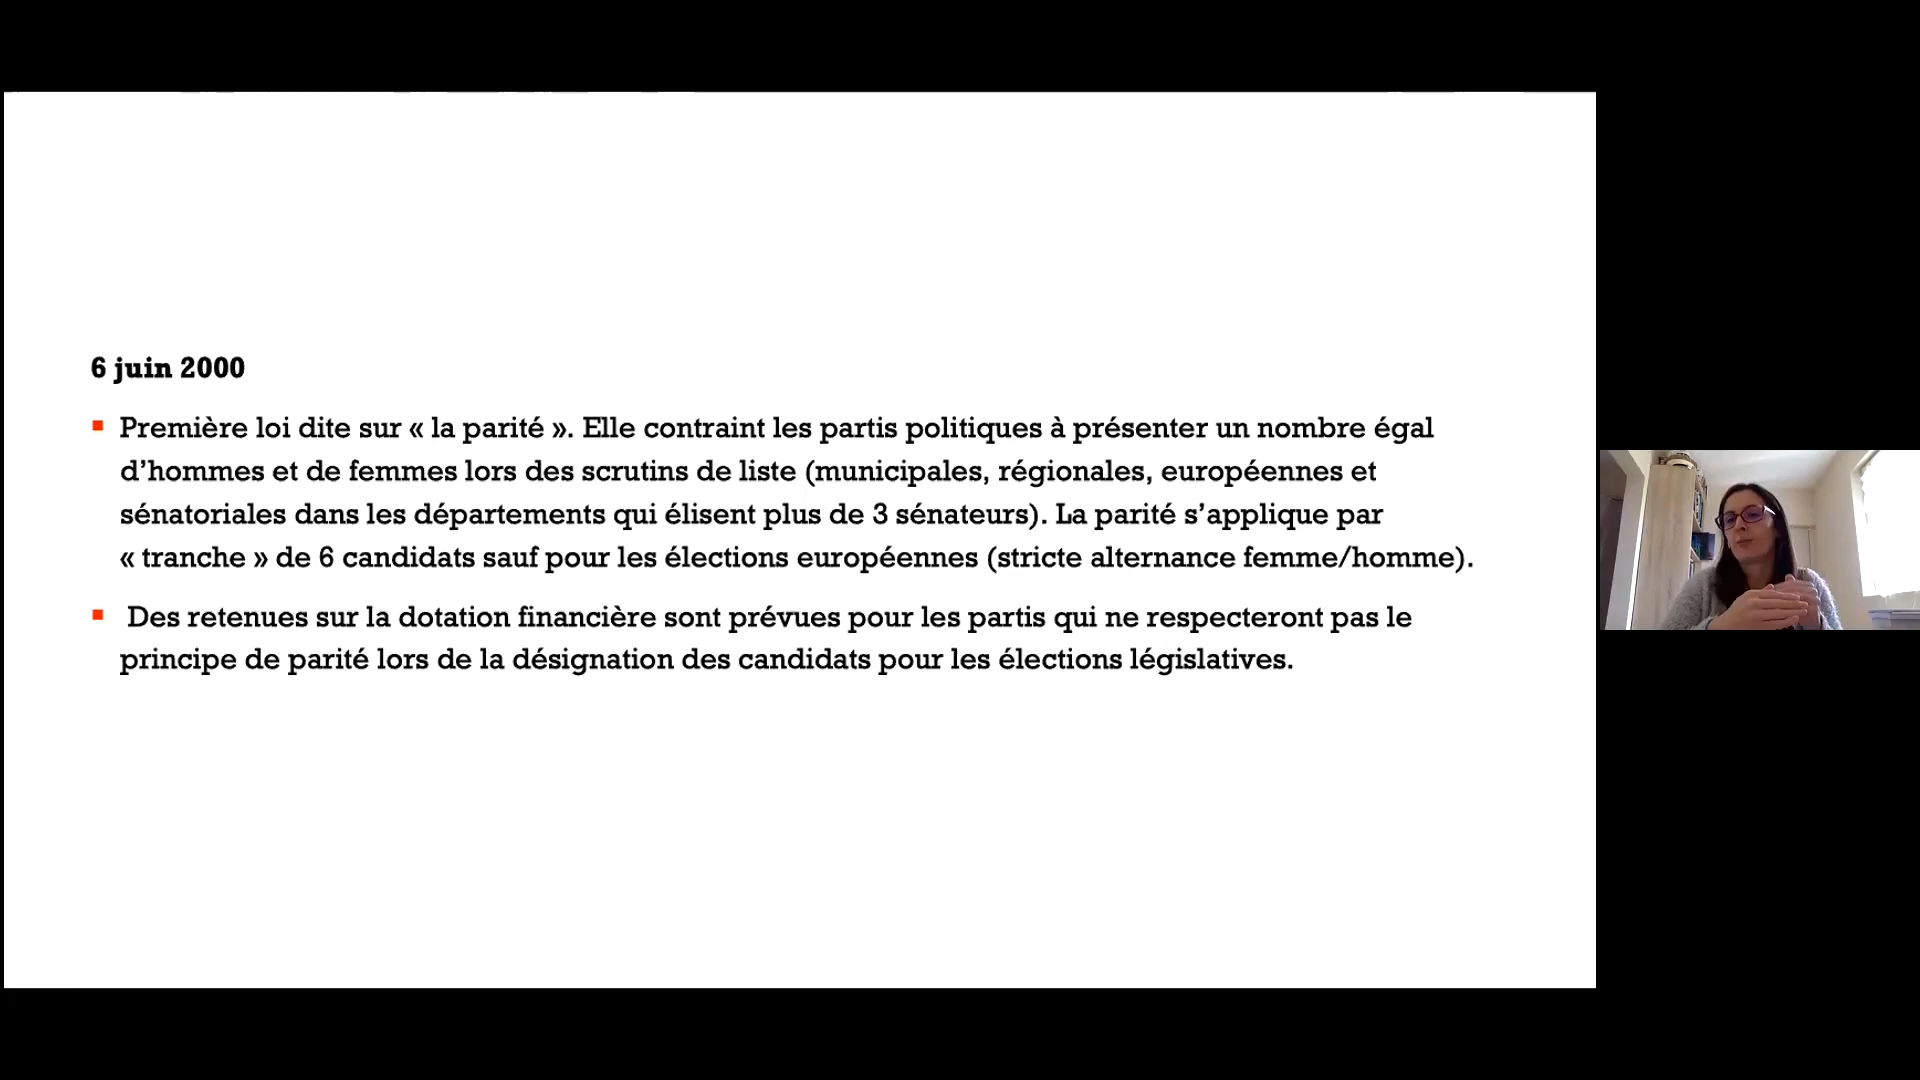 6 juin 2000
Première loi dite sur « la parité ». Elle contraint les partis politiques à présenter un nombre égal
d’hommes et de femmes lors des scrutins de liste (municipales, régionales, européennes et
sénatoriales dans les départements qui élisent plus de 3 sénateurs). La parité s’applique par
« tranche » de 6 candidats sauf pour les élections européennes (stricte alternance femme/homme).
Des retenues sur la dotation financière sont prévues pour les partis qui ne respecteront pas le
principe de parité lors de la désignation des candidats pour les élections législatives.